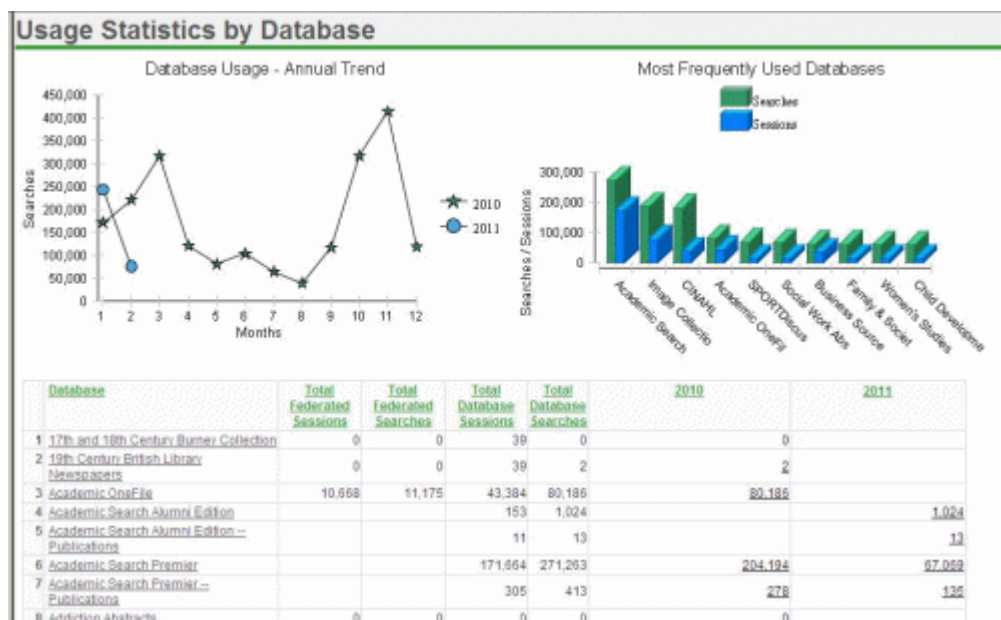 Usage Statistics by Database
Database Usage - Annual Trend
450,000
400,000
350,000
300,000
250,000
200,000
150,000
100,000
50,000
0
Searches
1 2 3 4 5 6 7 8 9 10 11 12
Months
2010
2011
Most Frequently Used Databases
Searches
Sessions
300,000
200,000
100,000
0
Searches / Sessions
Academic Search
Image Collectio
CINAHL
Academic OneFil
SPORTDiscus
Social Work Abs
Business Source
Family & Societ
Women's Studies
Child Developme
Database Total Federated Sessions Total Federated Searches Total Database Sessions Total Database Searches 2010 2011
1 17th and 18th Century Burney Collection 0 0 39 0 0
2 19th Century British Library
Newspapers 0 0 39 2 2
3 Academic OneFile 10,668 11,175 43,384 80,186 80,186
4 Academic Search Alumni Edition 153 1,024 1,024
5 Academic Search Alumni Edition --
Publications 11 13 13
6 Academic Search Premier 171,664 271,263 204,194 67,069
7 Academic Search Premier --
Publications 305 413 278 135
8 Addiction Abstracts 0 0 0 0 0